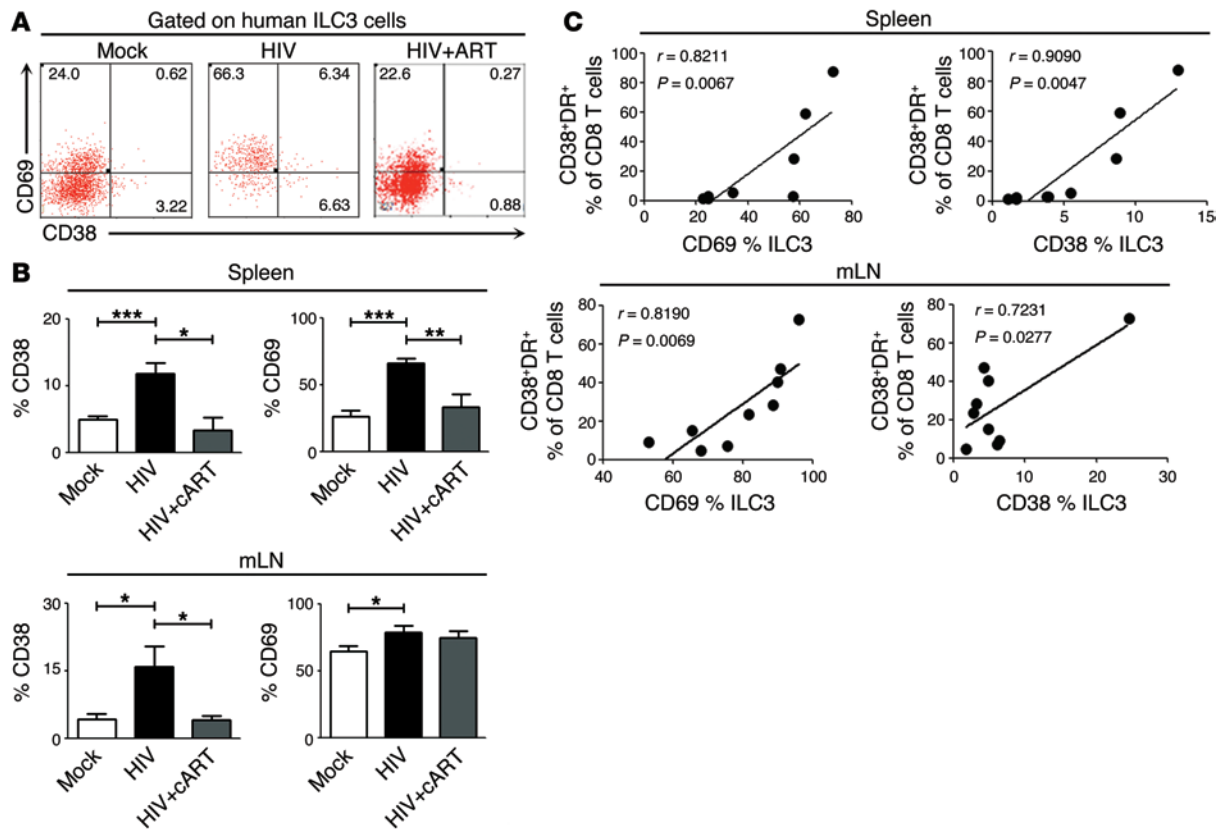 A
Gated on human ILC3 cells
Mock
HIV
HIV+ART
24.0
0.62
3.22
66.3
6.34
6.63
22.6
0.27
0.88
CD69
CD38
B
Spleen
% CD38
20
10
0
***
*
Mock
HIV
HIV+cART
% CD69
100
50
0
***
**
Mock
HIV
HIV+cART
mLN
% CD38
30
15
0
*
*
Mock
HIV
HIV+cART
% CD69
100
50
0
*
Mock
HIV
HIV+cART
C
Spleen
CD38+DR+
% of CD8 T cells
100
80
60
40
20
0
r = 0.8211
P = 0.0067
0 20 40 60 80
CD69 % ILC3
CD38+DR+
% of CD8 T cells
100
80
60
40
20
0
r = 0.9090
P = 0.0047
0 5 10 15
CD38 % ILC3
mLN
CD38+DR+
% of CD8 T cells
80
60
40
20
0
r = 0.8190
P = 0.0069
40 60 80 100
CD69 % ILC3
CD38+DR+
% of CD8 T cells
80
60
40
20
0
r = 0.7231
P = 0.0277
0 10 20 30
CD38 % ILC3